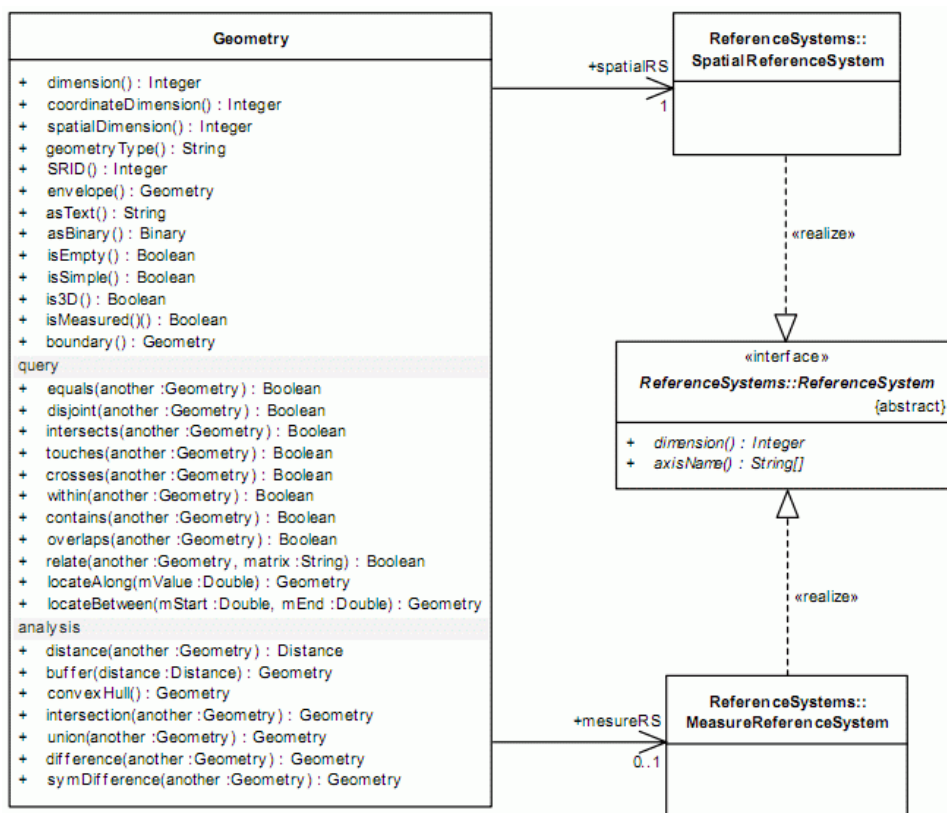 Geometry
+ dimension() : Integer
+ coordinateDimension() : Integer
+ spatialDimension() : Integer
+ geometryType() : String
+ SRID() : Integer
+ envelope() : Geometry
+ asText() : String
+ asBinary() : Binary
+ isEmpty() : Boolean
+ isSimple() : Boolean
+ is3D() : Boolean
+ isMeasured()() : Boolean
+ boundary() : Geometry
query
+ equals(another :Geometry) : Boolean
+ disjoint(another :Geometry) : Boolean
+ intersects(another :Geometry) : Boolean
+ touches(another :Geometry) : Boolean
+ crosses(another :Geometry) : Boolean
+ within(another :Geometry) : Boolean
+ contains(another :Geometry) : Boolean
+ overlaps(another :Geometry) : Boolean
+ relate(another :Geometry, matrix :String) : Boolean
+ locateAlong(mValue :Double) : Geometry
+ locateBetween(mStart :Double, mEnd :Double) : Geometry
analysis
+ distance(another :Geometry) : Distance
+ buffer(distance :Distance) : Geometry
+ convexHull() : Geometry
+ intersection(another :Geometry) : Geometry
+ union(another :Geometry) : Geometry
+ difference(another :Geometry) : Geometry
+ symDifference(another :Geometry) : Geometry
+spatialRS
1
ReferenceSystems::
SpatialReferenceSystem
«realize»
«interface»
ReferenceSystems::ReferenceSystem
{abstract}
+ dimension() : Integer
+ axisName() : String[]
«realize»
+mesureRS
0..1
ReferenceSystems::
MeasureReferenceSystem